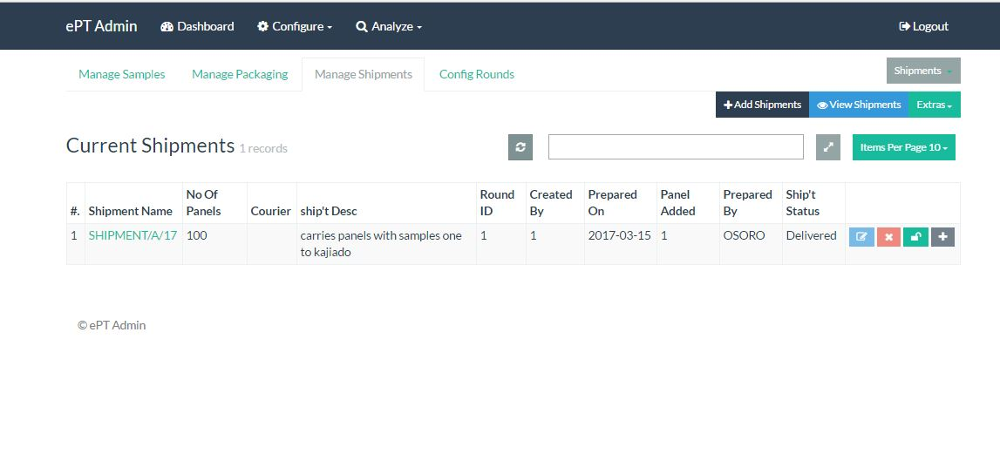 ePT Admin Dashboard Configure Analyze Logout
Manage Samples Manage Packaging Manage Shipments Config Rounds Shipments
Add Shipments View Shipments Extras
Current Shipments 1 records Items Per Page 10
#. Shipment Name No Of Panels Courier ship't Desc Round ID Created By Prepared On Panel Added Prepared By Ship't Status
1 SHIPMENT/A/17 100 carries panels with samples one to kajiado 1 1 2017-03-15 1 OSORO Delivered
© ePT Admin